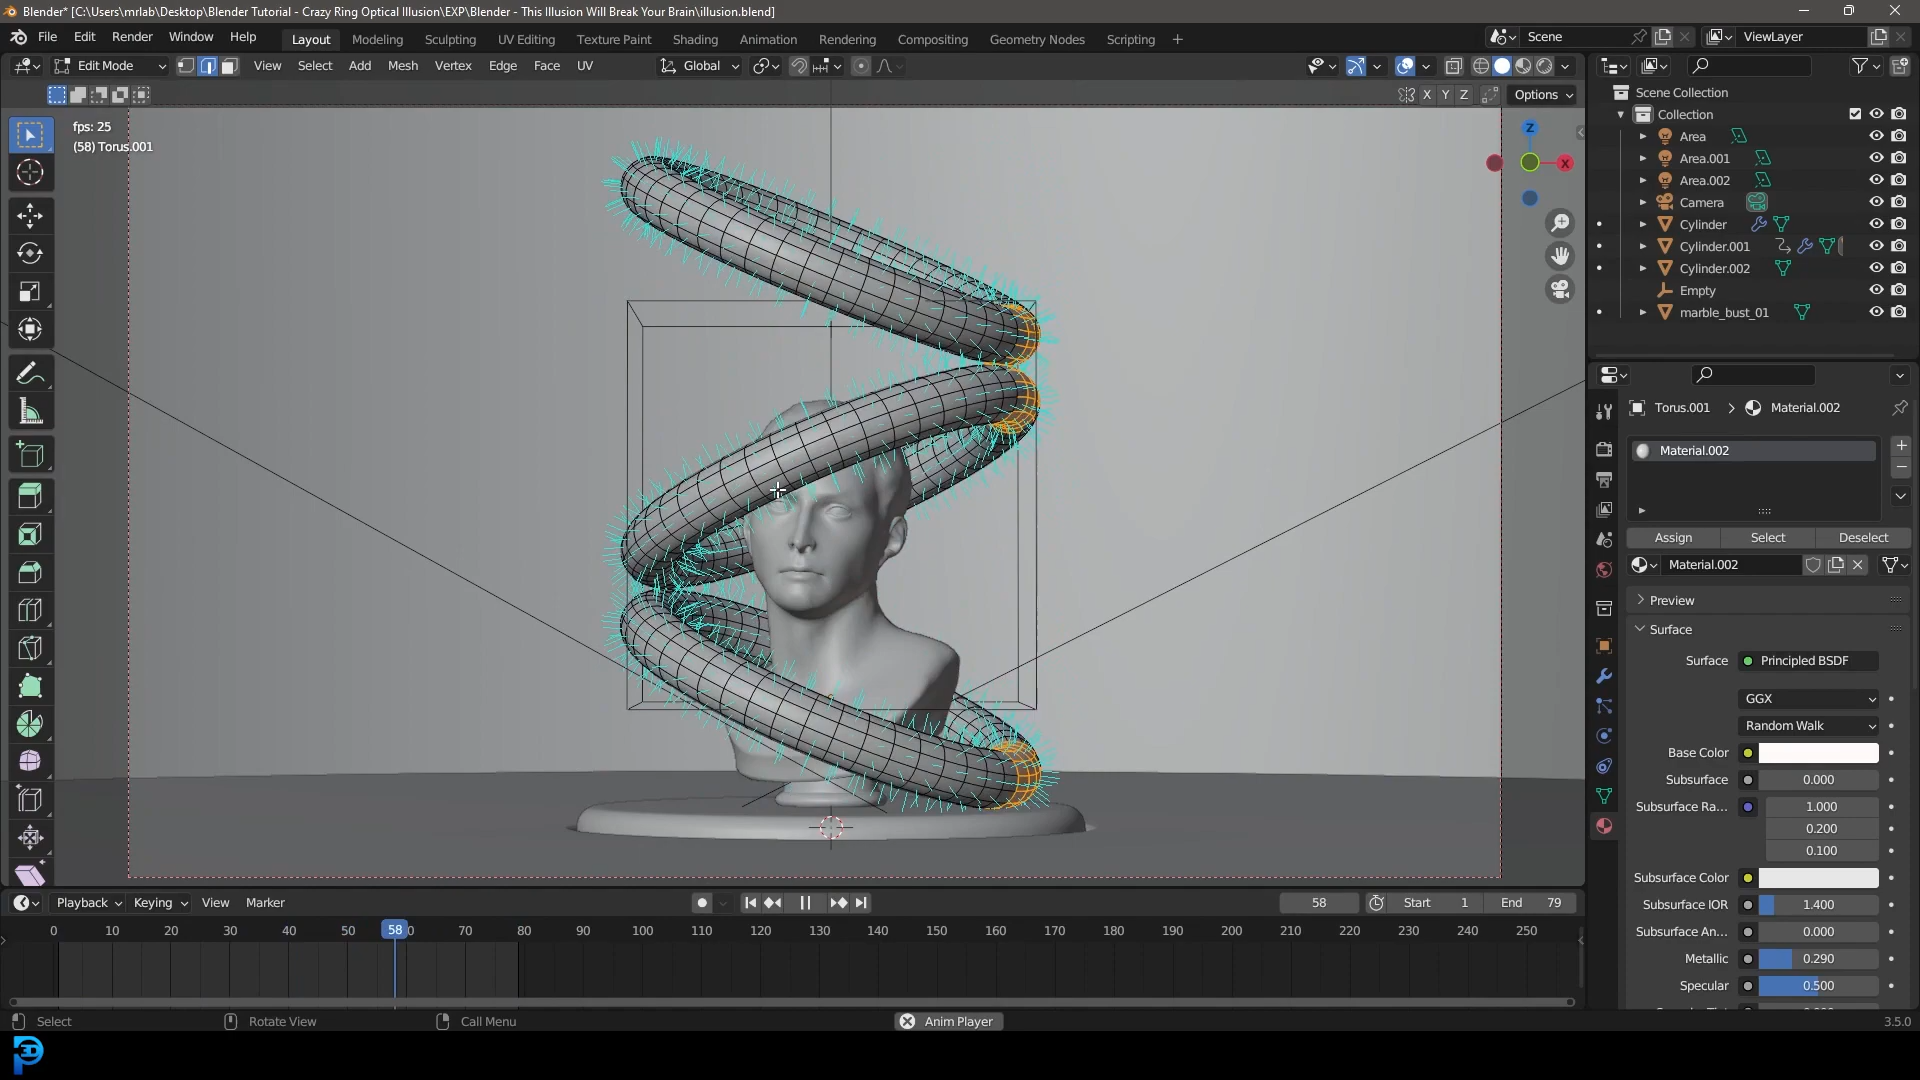 Blender* [C:\Users\mrlab\Desktop\Blender Tutorial - Crazy Ring Optical Illusion\EXP\Blender - This Illusion Will Break Your Brain\illusion.blend]
File Edit Render Window Help Layout Modeling Sculpting UV Editing Texture Paint Shading Animation Rendering Compositing Geometry Nodes Scripting + Scene ViewLayer
Edit Mode View Select Add Mesh Vertex Edge Face UV Global
X Y Z Options
Scene Collection
Collection
Area
Area.001
Area.002
Camera
Cylinder
Cylinder.001
Cylinder.002
Empty
marble_bust_01
fps: 25
(58) Torus.001
Z
X
Torus.001 Material.002
Material.002
Assign Select Deselect
Material.002
Preview
Surface
Surface Principled BSDF
GGX
Random Walk
Base Color
Subsurface 0.000
Subsurface Ra... 1.000
0.200
0.100
Subsurface Color
Subsurface IOR 1.400
Subsurface An... 0.000
Metallic 0.290
Specular 0.500
Playback Keying View Marker 58 Start 1 End 79
0 10 20 30 40 50 58 0 70 80 90 100 110 120 130 140 150 160 170 180 190 200 210 220 230 240 250
Select Rotate View Call Menu Anim Player 3.5.0